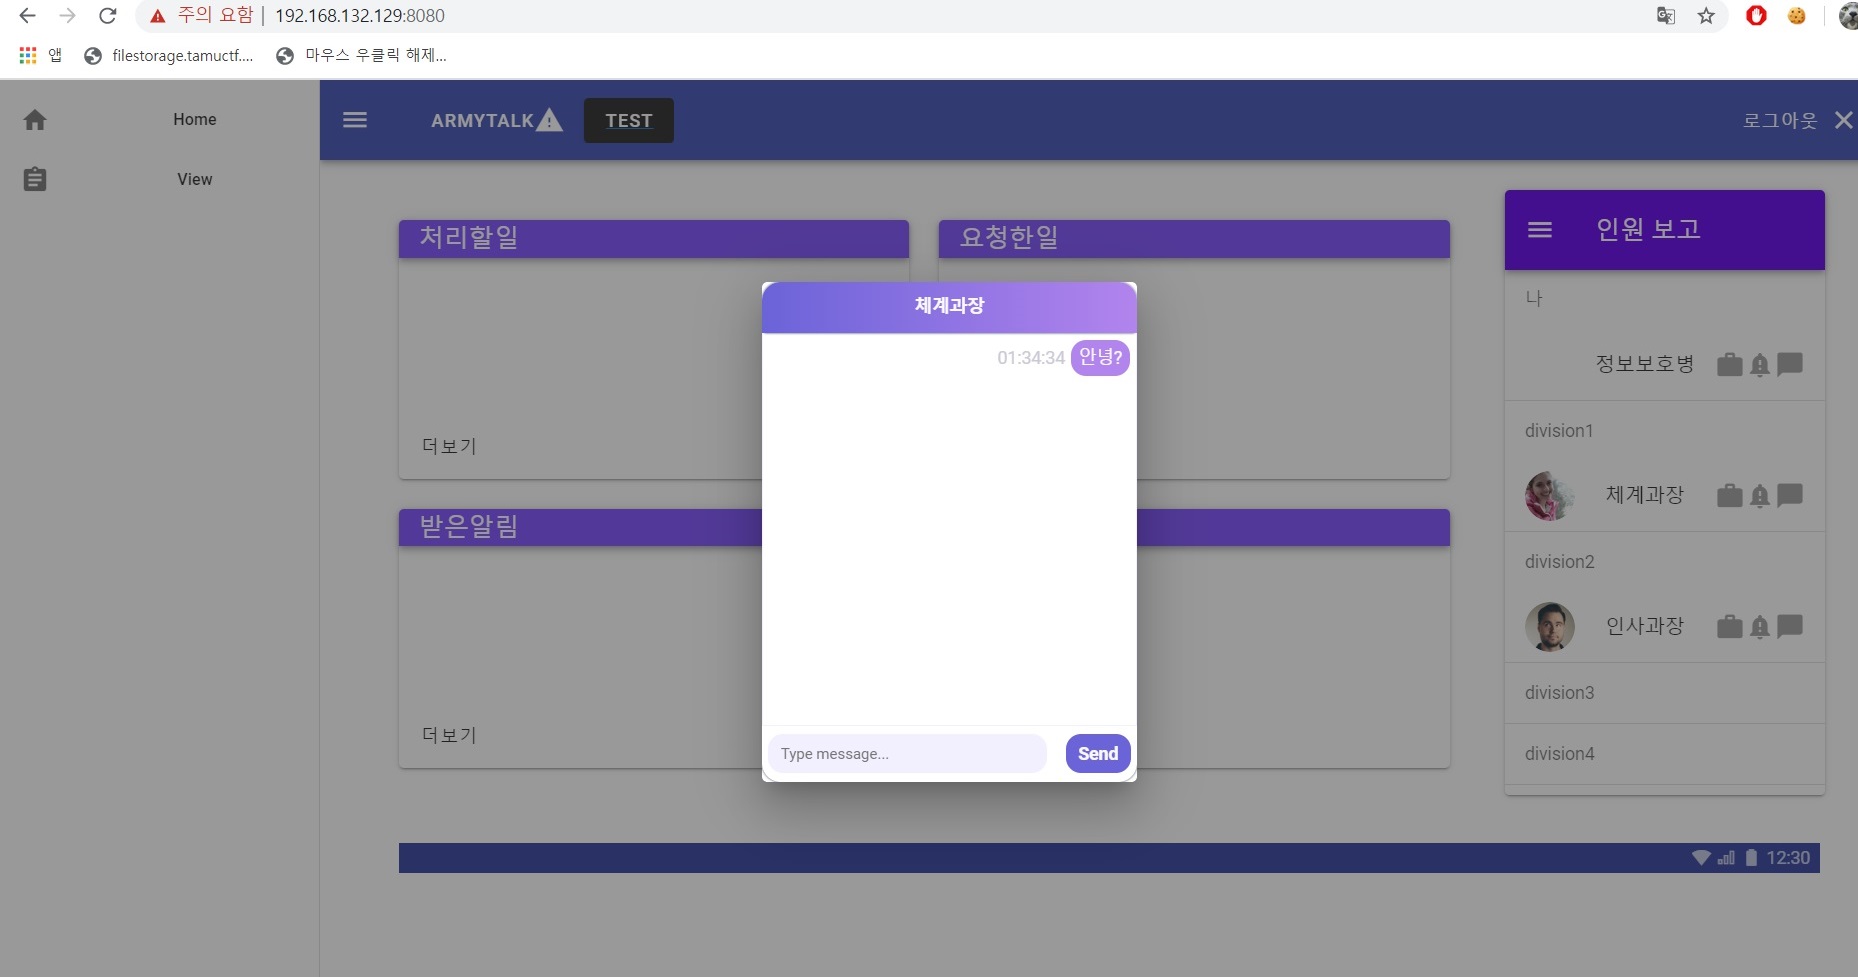 주의 요함 | 192.168.132.129:8080
앱 filestorage.tamuctf.... 마우스 우클릭 해제...
Home
View
ARMYTALK TEST 로그아웃
처리할일
더보기
요청한일
받은알림
더보기
체계과장
01:34:34 안녕?
Type message... Send
인원 보고
나
정보보호병
division1
체계과장
division2
인사과장
division3
division4
12:30